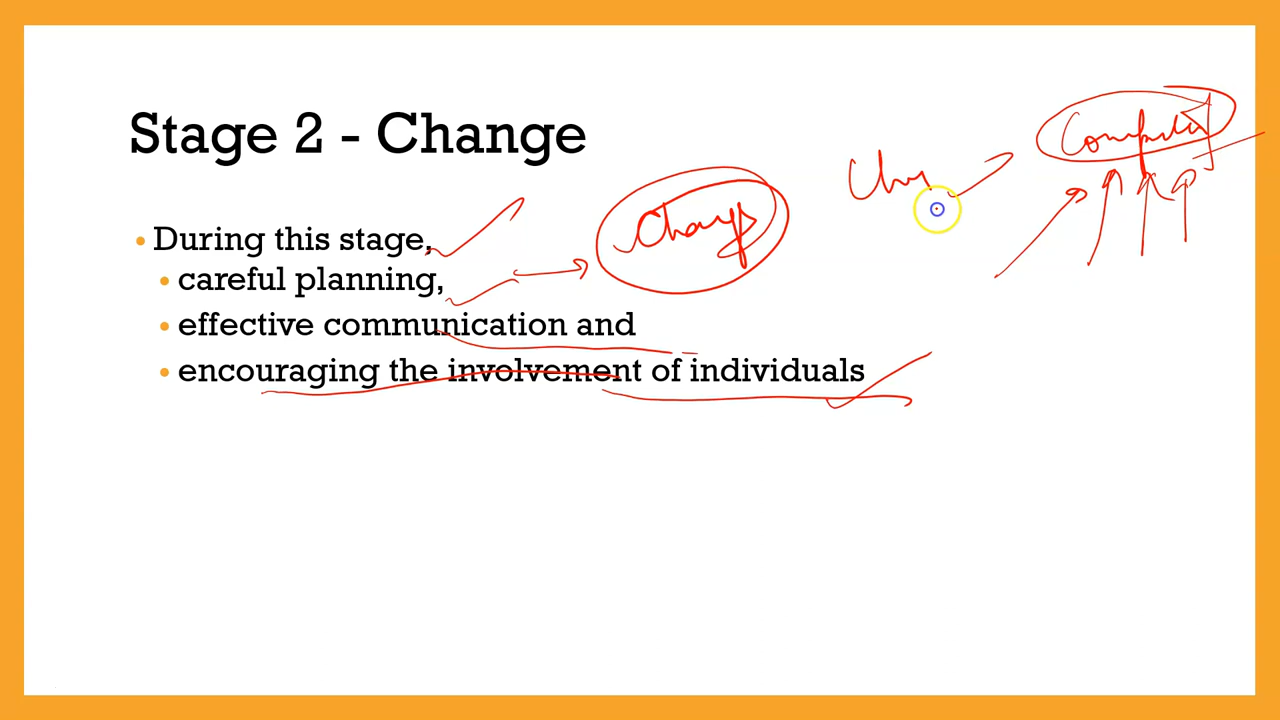 Stage 2 - Change
• During this stage,
• careful planning,
Change
• effective communication and
• encouraging the involvement of individuals